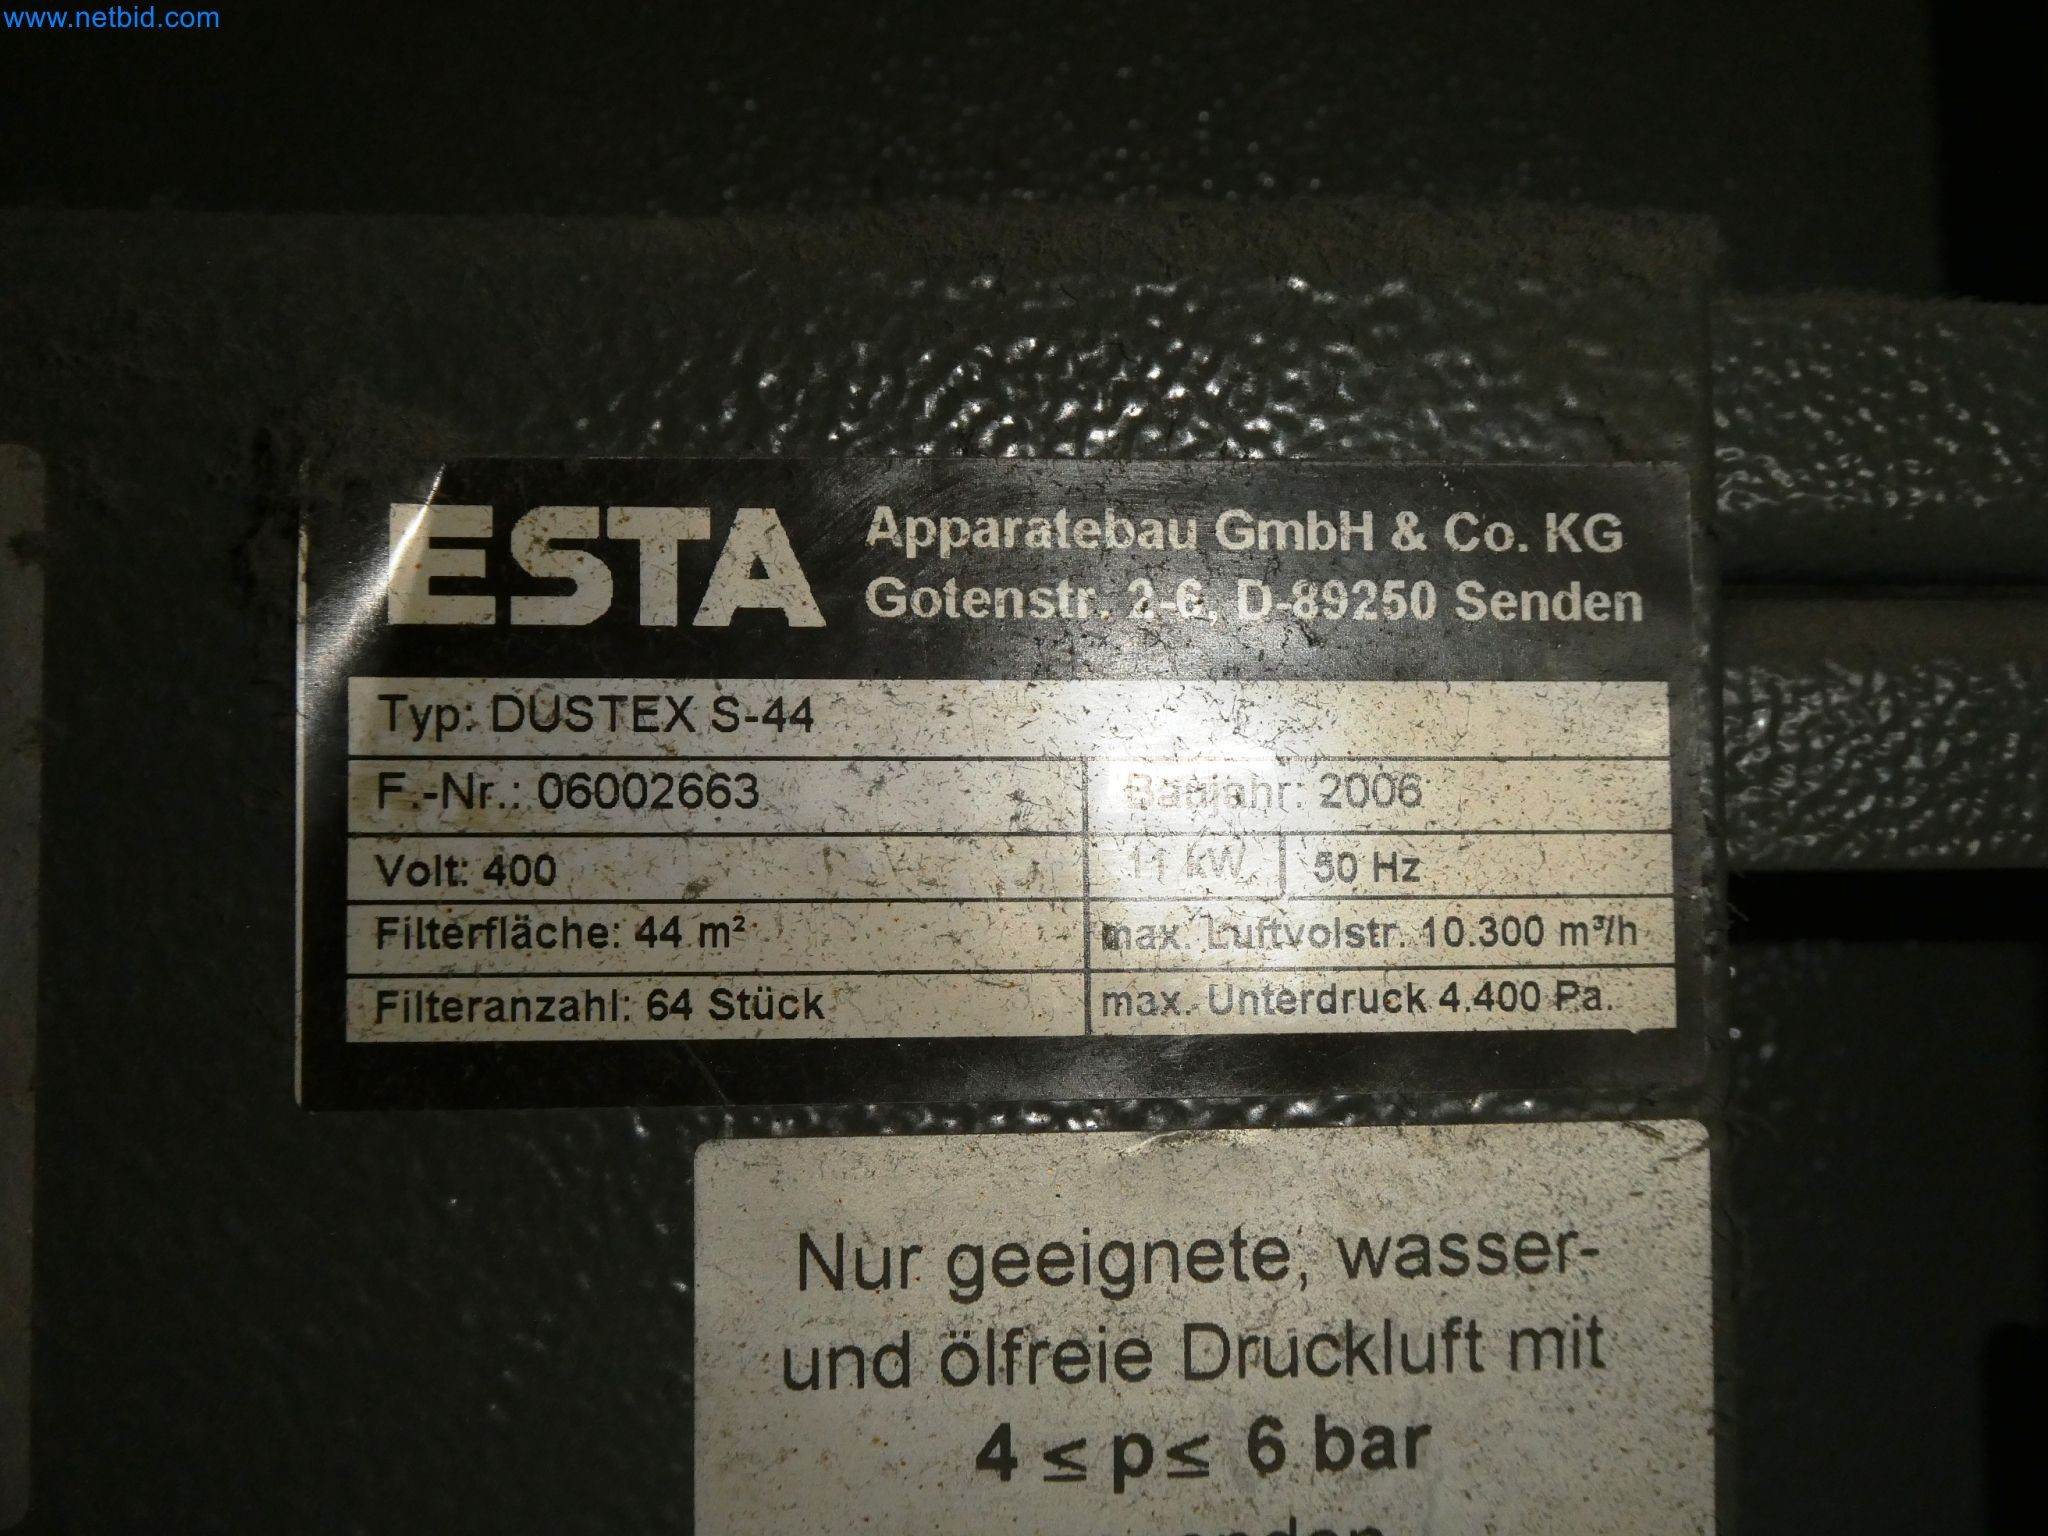 www.netbid.com
ESTA
Apparatebau GmbH & Co. KG
Gotenstr. 2-6, D-89250 Senden
Typ: DUSTEX S-44
F.-Nr.: 06002663 Baujahr: 2006
Volt: 400 11 kW 50 Hz
Filterfläche: 44 m² max. Luftvolstr. 10.300 m³/h
Filteranzahl: 64 Stück max. Unterdruck 4.400 Pa.
Nur geeignete, wasser-
und ölfreie Druckluft mit
4 ≤ p ≤ 6 bar